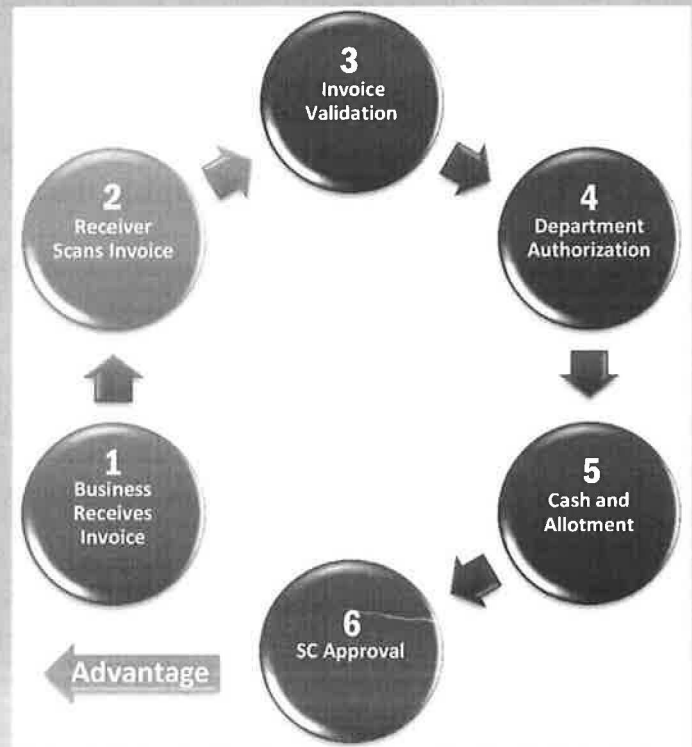 1
Business
Receives
Invoice
2
Receiver
Scans Invoice
3
Invoice
Validation
4
Department
Authorization
5
Cash and
Allotment
6
SC Approval
Advantage